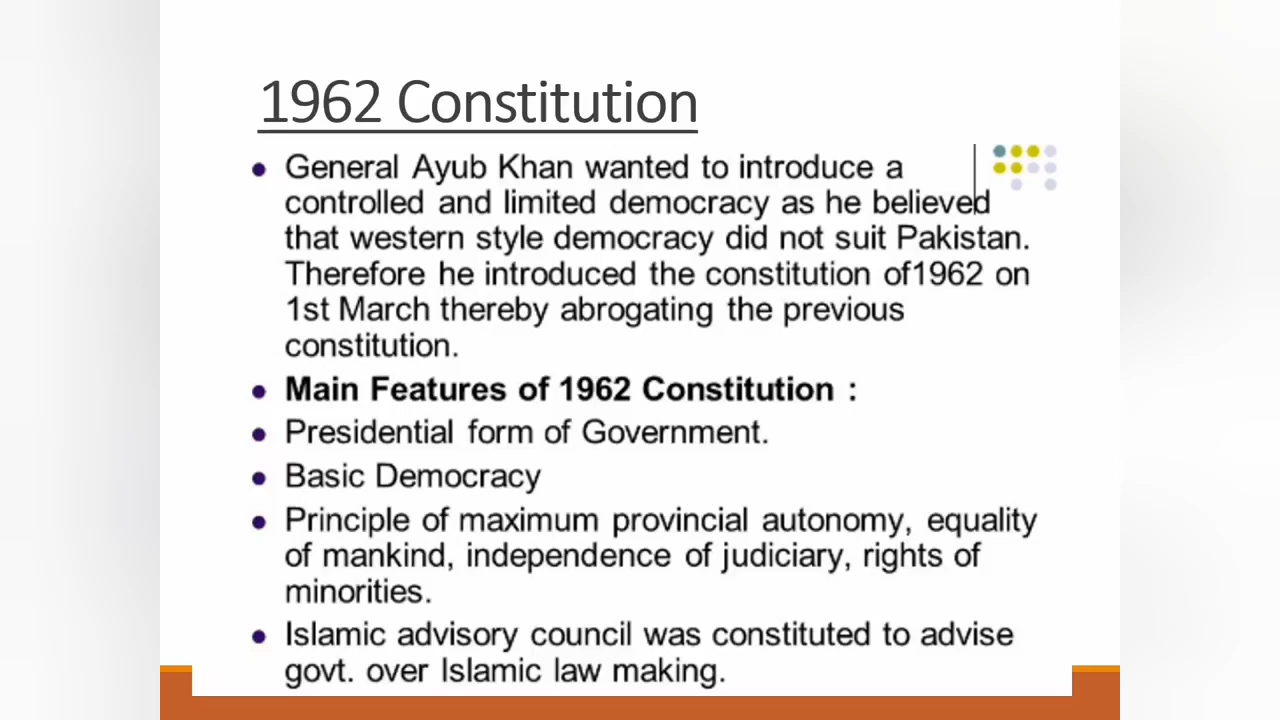 1962 Constitution
General Ayub Khan wanted to introduce a
controlled and limited democracy as he believed
that western style democracy did not suit Pakistan.
Therefore he introduced the constitution of1962 on
1st March thereby abrogating the previous
constitution.
Main Features of 1962 Constitution :
Presidential form of Government.
Basic Democracy
Principle of maximum provincial autonomy, equality
of mankind, independence of judiciary, rights of
minorities.
Islamic advisory council was constituted to advise
govt. over Islamic law making.